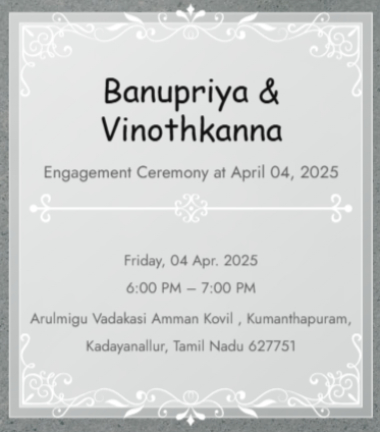 Banupriya &
Vinothkanna
Engagement Ceremony at April 04, 2025
Friday, 04 Apr. 2025
6:00 PM – 7:00 PM
Arulmigu Vadakasi Amman Kovil , Kumanthapuram,
Kadayanallur, Tamil Nadu 627751